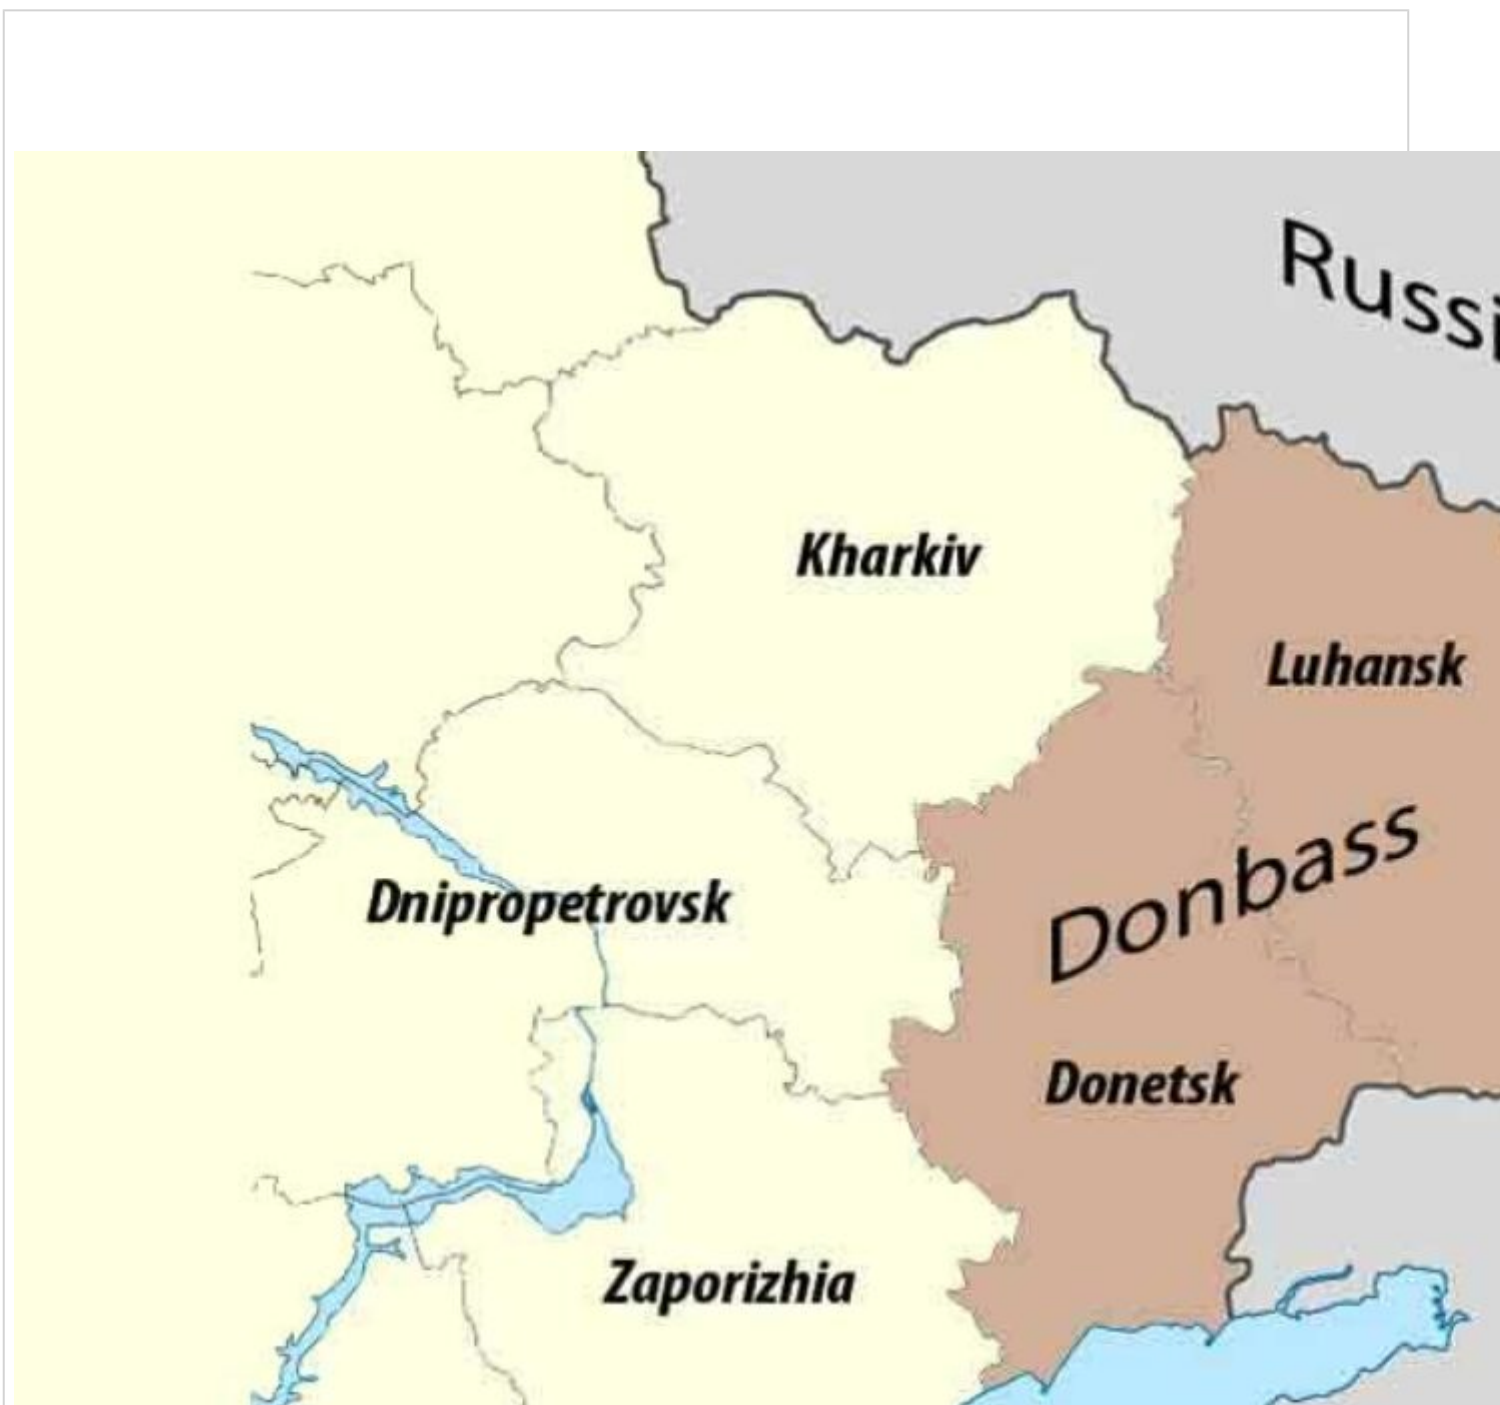 Russi
Kharkiv
Luhansk
Donbass
Dnipropetrovsk
Donetsk
Zaporizhia